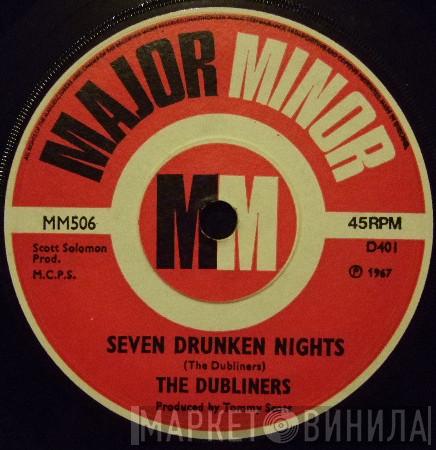 MAJOR MINOR
MM
MM506
45RPM
Scott Solomon
Prod.
D401
M.C.P.S.
℗ 1967
SEVEN DRUNKEN NIGHTS
(The Dubliners)
THE DUBLINERS
Produced by Tommy Scott
МАРКЕТ ВИНИЛА